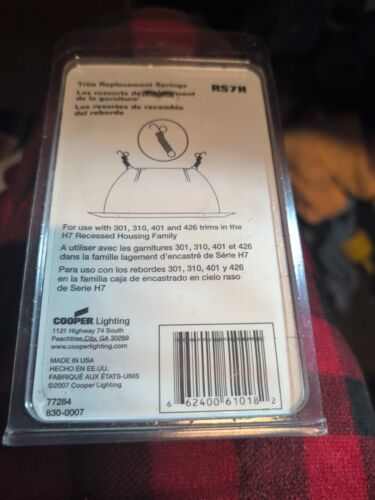 Trim Replacement Springs
RS7H
Les ressorts de
de la garniture
Los resortes de recambio
del reborde
For use with 301, 310, 401 and 426 trims in the
H7 Recessed Housing Family
A utiliser avec les garnitures 301, 310, 401 et 426
dans la famille lagement d'encastré de Série H7
Para uso con los rebordes 301, 310, 401 y 426
en la familia caja de encastrado en cielo raso
de Serie H7
COOPER Lighting
1121 Highway 74 South
Peachtree City, GA 30269
www.cooperlighting.com
MADE IN USA
HECHO EN EE.UU.
FABRIQUÉ AUX ÉTATS-UNIS
©2007 Cooper Lighting
77284
830-0007
6 62400 61018 2